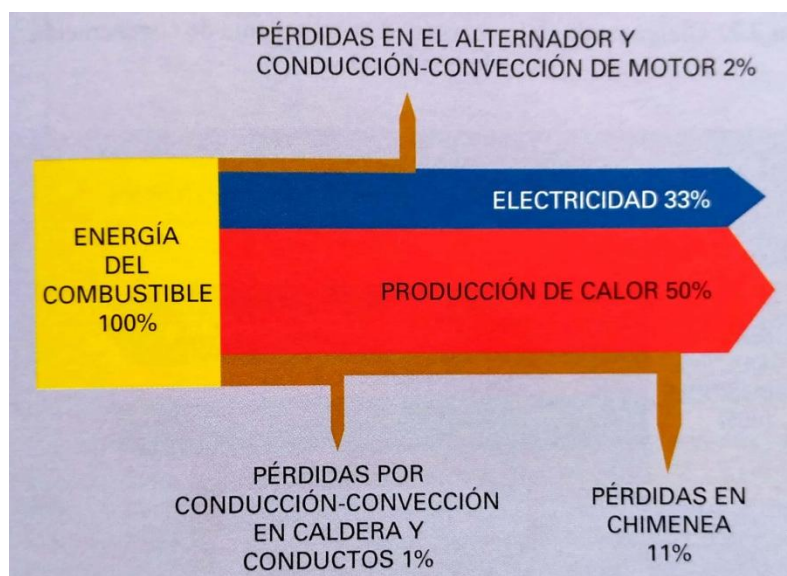 PÉRDIDAS EN EL ALTERNADOR Y
CONDUCCIÓN-CONVECCIÓN DE MOTOR 2%
ELECTRICIDAD 33%
ENERGÍA
DEL
COMBUSTIBLE
100%
PRODUCCIÓN DE CALOR 50%
PÉRDIDAS POR
CONDUCCIÓN-CONVECCIÓN
EN CALDERA Y
CONDUCTOS 1%
PÉRDIDAS EN
CHIMENEA
11%